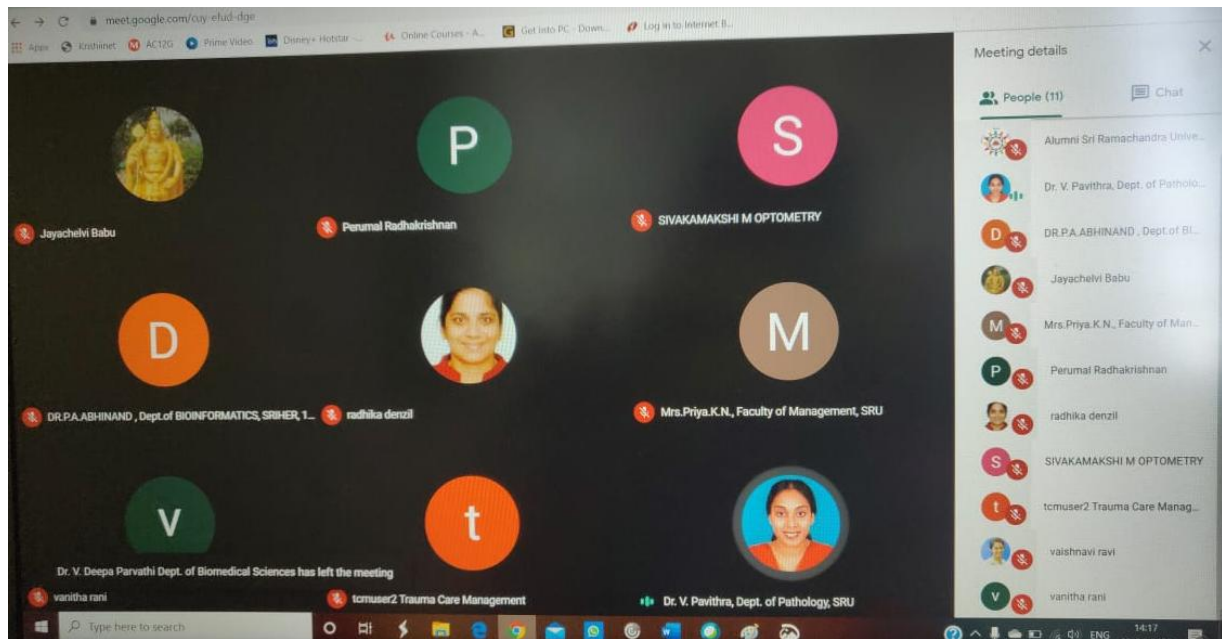 meet.google.com/cuy-efud-dge
Apps Krishiinet AC12G Prime Video Disney+ Hotstar -... Online Courses - A... Get Into PC - Down... Log in to Internet B...
Meeting details
People (11) Chat
P
S
Jayachelvi Babu
Perumal Radhakrishnan
SIVAKAMAKSHI M OPTOMETRY
D
M
DR.P.A.ABHINAND , Dept.of BIOINFORMATICS, SRIHER, 1...
radhika denzil
Mrs.Priya.K.N., Faculty of Management, SRU
V
t
Dr. V. Deepa Parvathi Dept. of Biomedical Sciences has left the meeting
vanitha rani
tcmuser2 Trauma Care Management
Dr. V. Pavithra, Dept. of Pathology, SRU
Alumni Sri Ramachandra Unive...
Dr. V. Pavithra, Dept. of Patholo...
D DR.P.A.ABHINAND , Dept.of BI...
Jayachelvi Babu
M Mrs.Priya.K.N., Faculty of Man...
P Perumal Radhakrishnan
radhika denzil
S SIVAKAMAKSHI M OPTOMETRY
t tcmuser2 Trauma Care Manag...
vaishnavi ravi
V vanitha rani
Type here to search
ENG
14:17